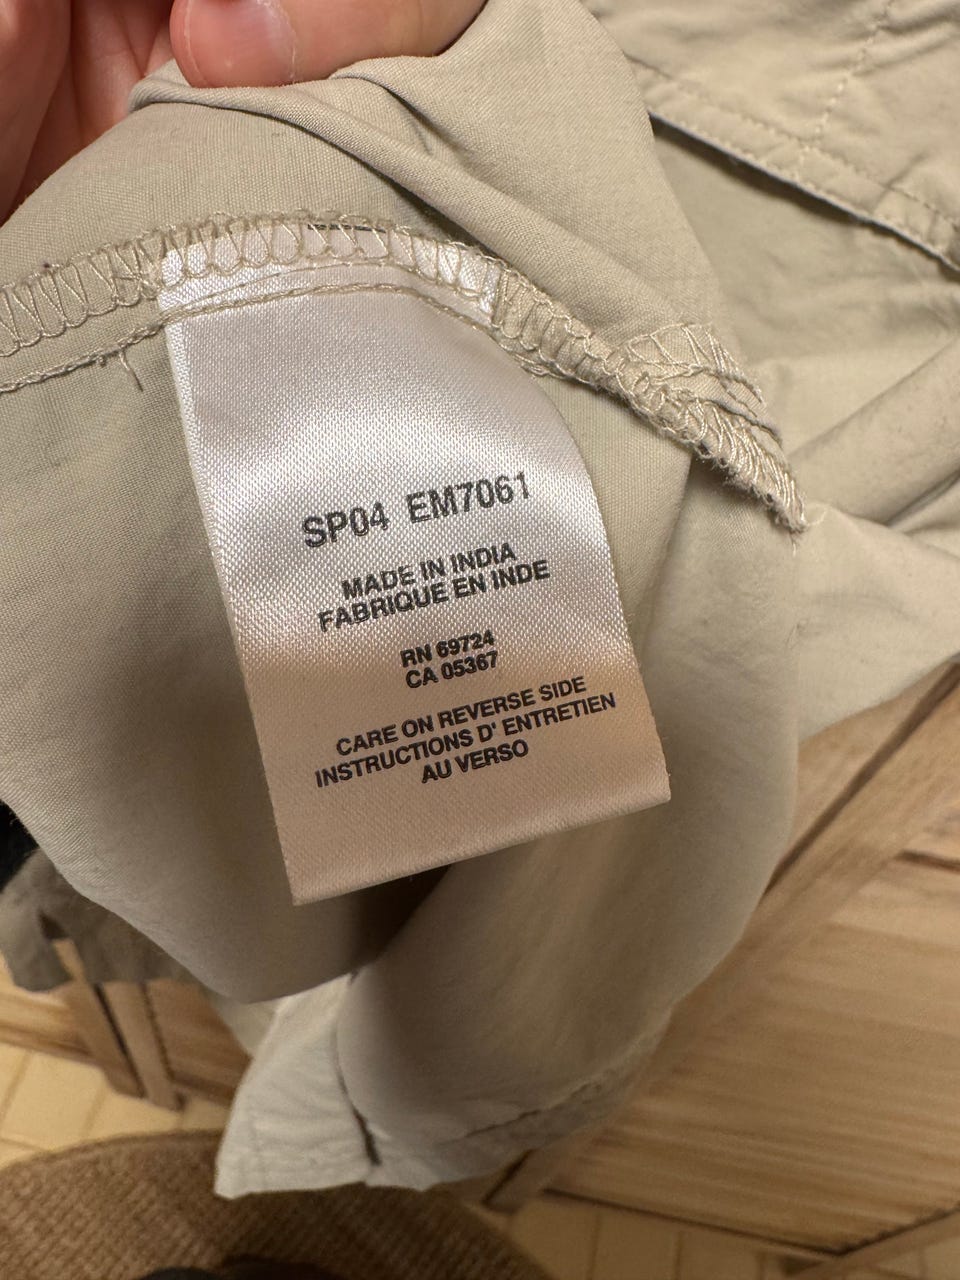 SP04 EM7061
MADE IN INDIA
FABRIQUE EN INDE
RN 69724
CA 05367
CARE ON REVERSE SIDE
INSTRUCTIONS D' ENTRETIEN
AU VERSO